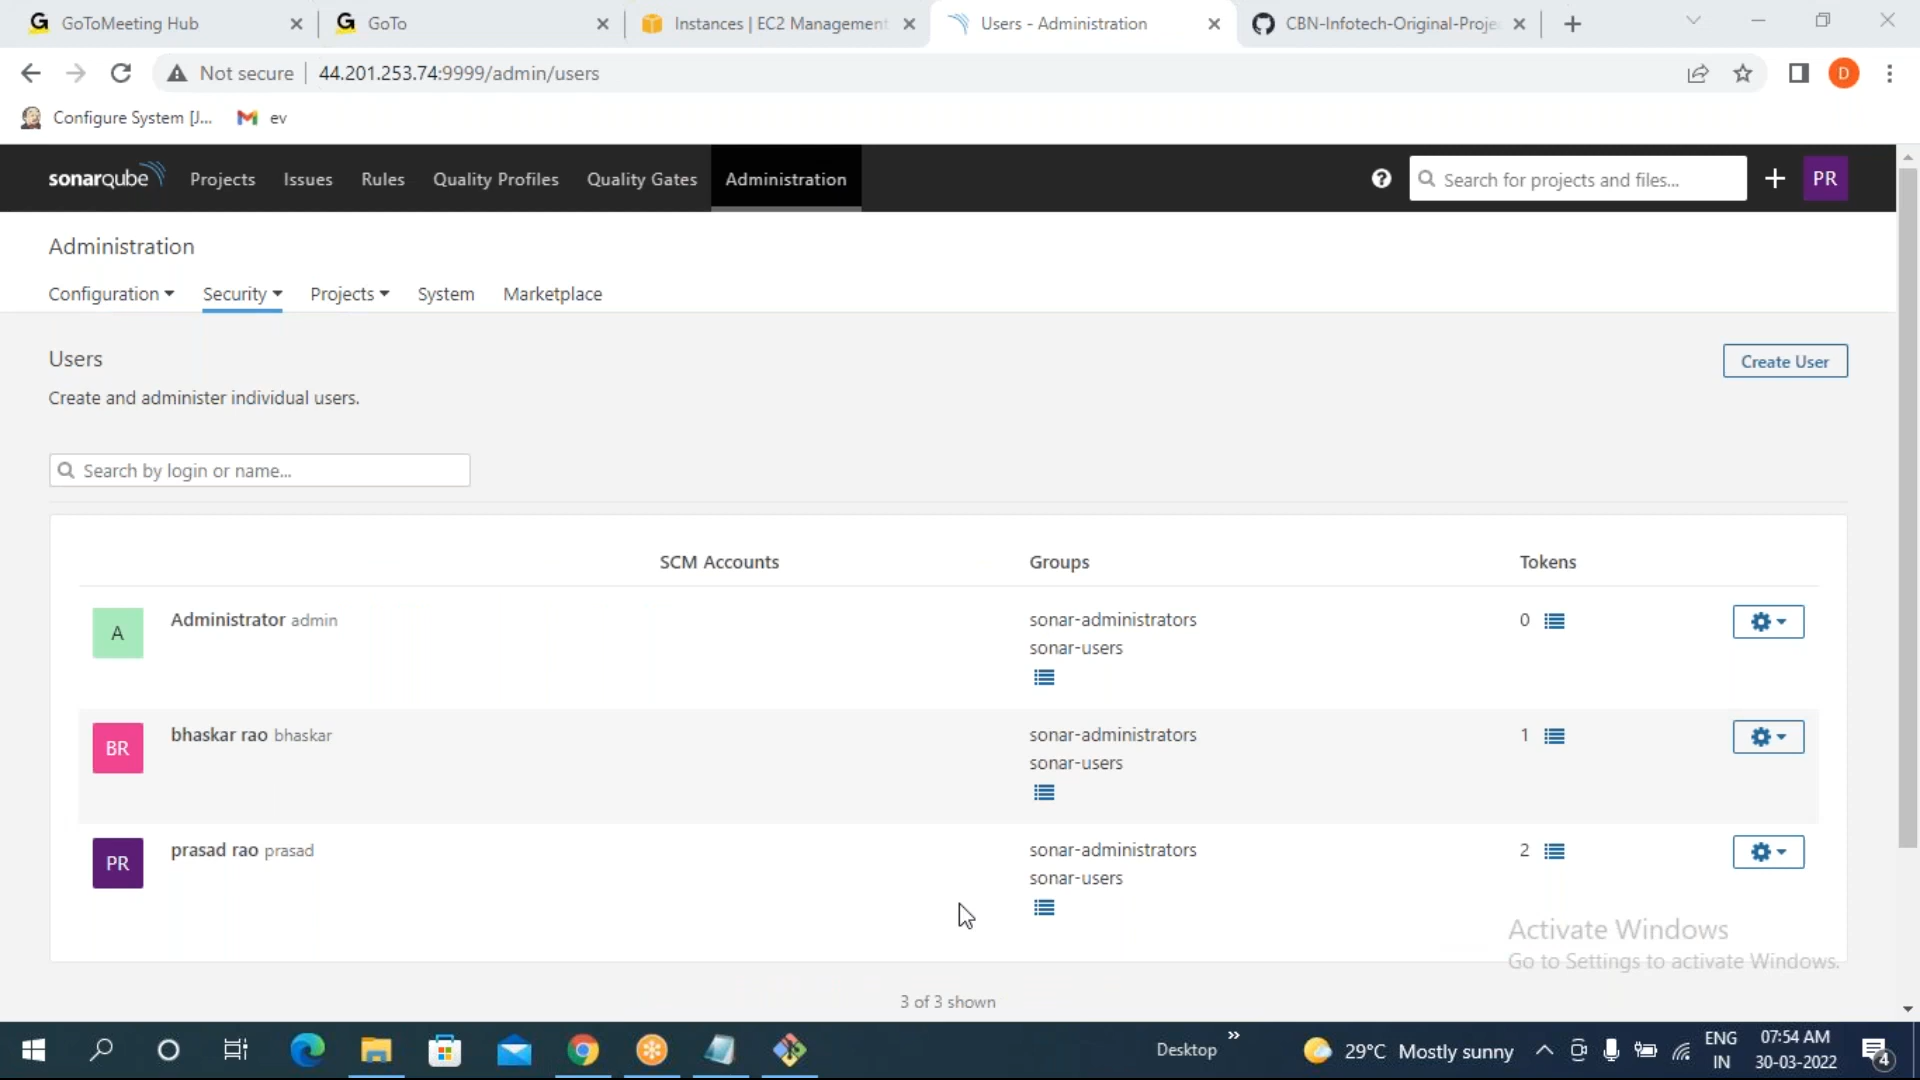 GoToMeeting Hub
GoTo
Instances | EC2 Management
Users - Administration
CBN-Infotech-Original-Proje
Not secure
44.201.253.74:9999/admin/users
D
Configure System [J...
ev
sonarqube
Projects
Issues
Rules
Quality Profiles
Quality Gates
Administration
Search for projects and files...
PR
Administration
Configuration
Security
Projects
System
Marketplace
Users
Create User
Create and administer individual users.
Search by login or name...
SCM Accounts
Groups
Tokens
A
Administrator admin
sonar-administrators
sonar-users
0
BR
bhaskar rao bhaskar
sonar-administrators
sonar-users
1
PR
prasad rao prasad
sonar-administrators
sonar-users
2
Activate Windows
Go to Settings to activate Windows.
3 of 3 shown
Desktop
29°C Mostly sunny
ENG
IN
07:54 AM
30-03-2022
4